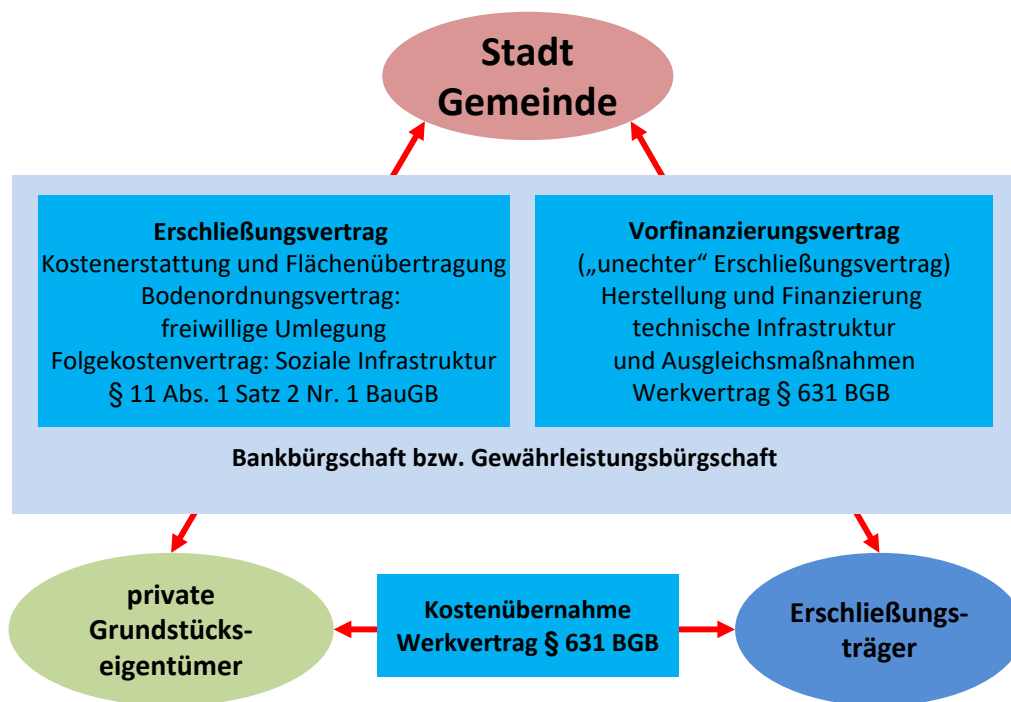 Stadt
Gemeinde
Erschließungsvertrag
Kostenerstattung und Flächenübertragung
Bodenordnungsvertrag:
freiwillige Umlegung
Folgekostenvertrag: Soziale Infrastruktur
§ 11 Abs. 1 Satz 2 Nr. 1 BauGB
Vorfinanzierungsvertrag
(„unechter“ Erschließungsvertrag)
Herstellung und Finanzierung
technische Infrastruktur
und Ausgleichsmaßnahmen
Werkvertrag § 631 BGB
Bankbürgschaft bzw. Gewährleistungsbürgschaft
private
Grundstücks-
eigentümer
Kostenübernahme
Werkvertrag § 631 BGB
Erschließungs-
träger